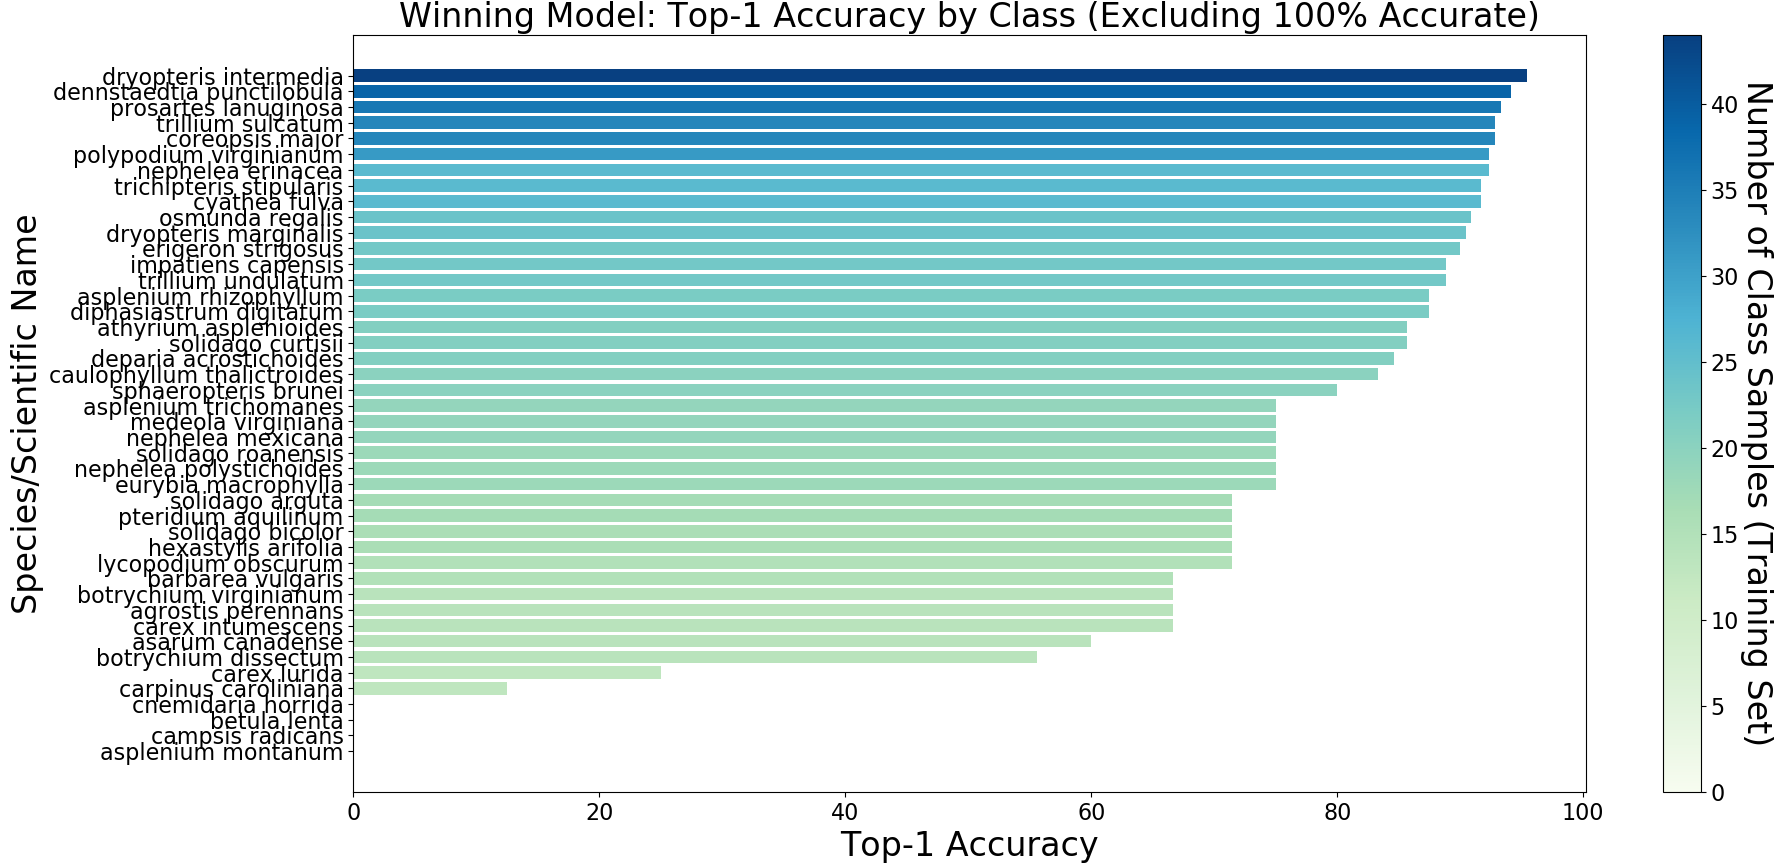 Winning Model: Top-1 Accuracy by Class (Excluding 100% Accurate)
Species/Scientific Name
dryopteris intermedia
dennstaedtia punctilobula
prosartes lanuginosa
trillium sulcatum
coreopsis major
polypodium virginianum
nephelea erinacea
trichipteris stipularis
cyathea fulva
osmunda regalis
dryopteris marginalis
erigeron strigosus
impatiens capensis
trillium undulatum
asplenium rhizophyllum
diphasiastrum digitatum
athyrium asplenioides
solidago curtisii
deparia acrostichoides
caulophyllum thalictroides
sphaeropteris brunei
asplenium trichomanes
medeola virginiana
nephelea mexicana
solidago roanensis
nephelea polystichoides
eurybia macrophylla
solidago arguta
pteridium aquilinum
solidago bicolor
hexastylis arifolia
lycopodium obscurum
barbarea vulgaris
botrychium virginianum
agrostis perennans
carex intumescens
asarum canadense
botrychium dissectum
carex lurida
carpinus caroliniana
cnemidaria horrida
betula lenta
campsis radicans
asplenium montanum
0 20 40 60 80 100
Top-1 Accuracy
40
35
30
25
20
15
10
5
0
Number of Class Samples (Training Set)